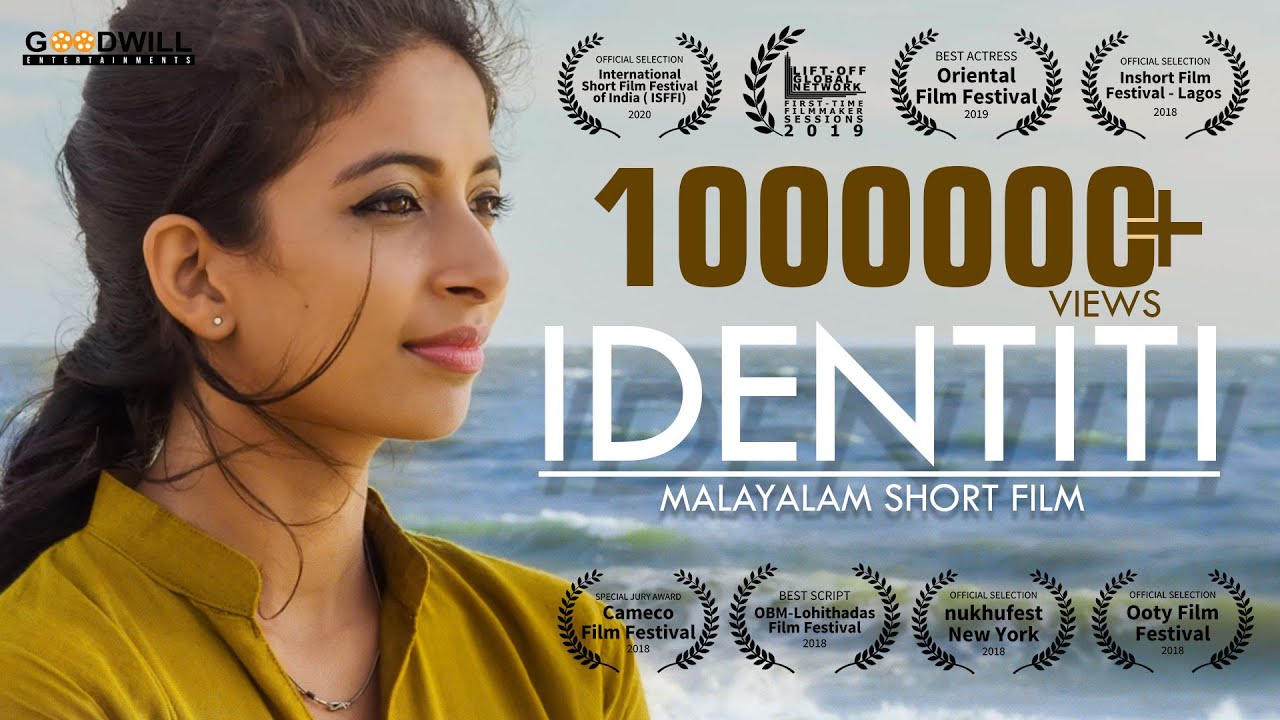 GOODWILL
ENTERTAINMENTS
OFFICIAL SELECTION
International
Short Film Festival
of India ( ISFFI)
2020
LIFT-OFF
GLOBAL
NETWORK
FIRST-TIME
FILMMAKER
SESSIONS
2019
BEST ACTRESS
Oriental
Film Festival
2019
OFFICIAL SELECTION
Inshort Film
Festival - Lagos
2018
1000000+
VIEWS
IDENTITI
MALAYALAM SHORT FILM
SPECIAL JURY AWARD
Cameco
Film Festival
2018
BEST SCRIPT
OBM-Lohithadas
Film Festival
2018
OFFICIAL SELECTION
nukhufest
New York
2018
OFFICIAL SELECTION
Ooty Film
Festival
2018